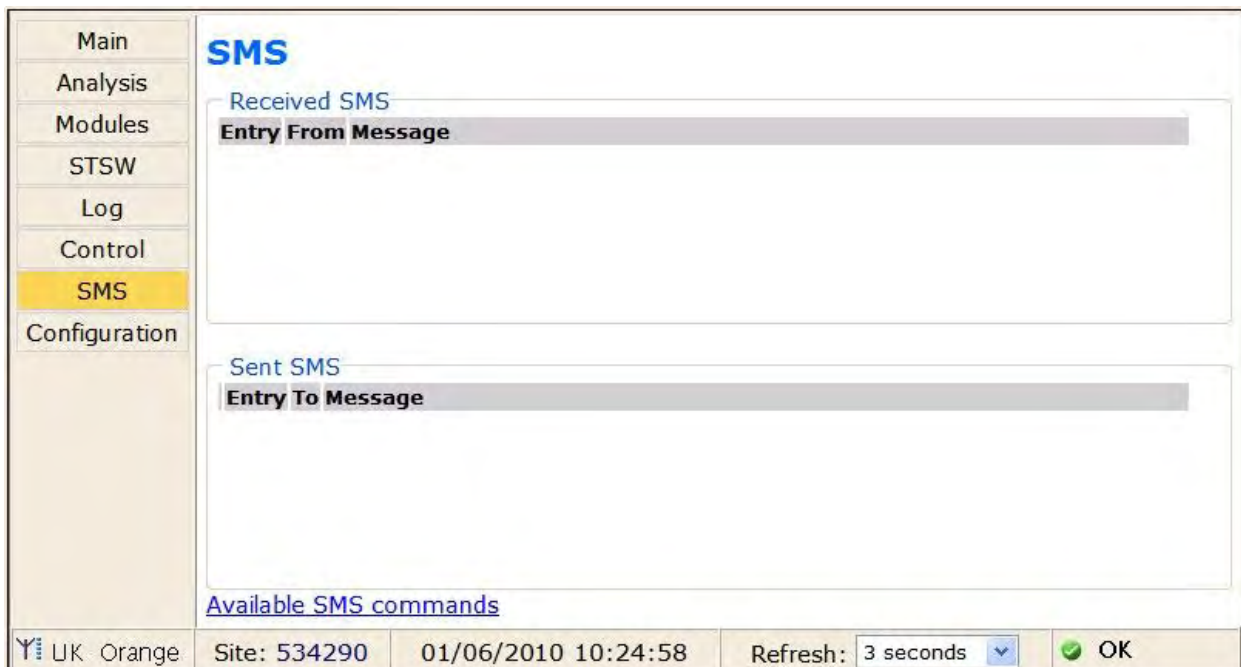 Main
Analysis
Modules
STSW
Log
Control
SMS
Configuration
SMS
Received SMS
Entry From Message
Sent SMS
Entry To Message
Available SMS commands
UK Orange Site: 534290 01/06/2010 10:24:58 Refresh: 3 seconds OK